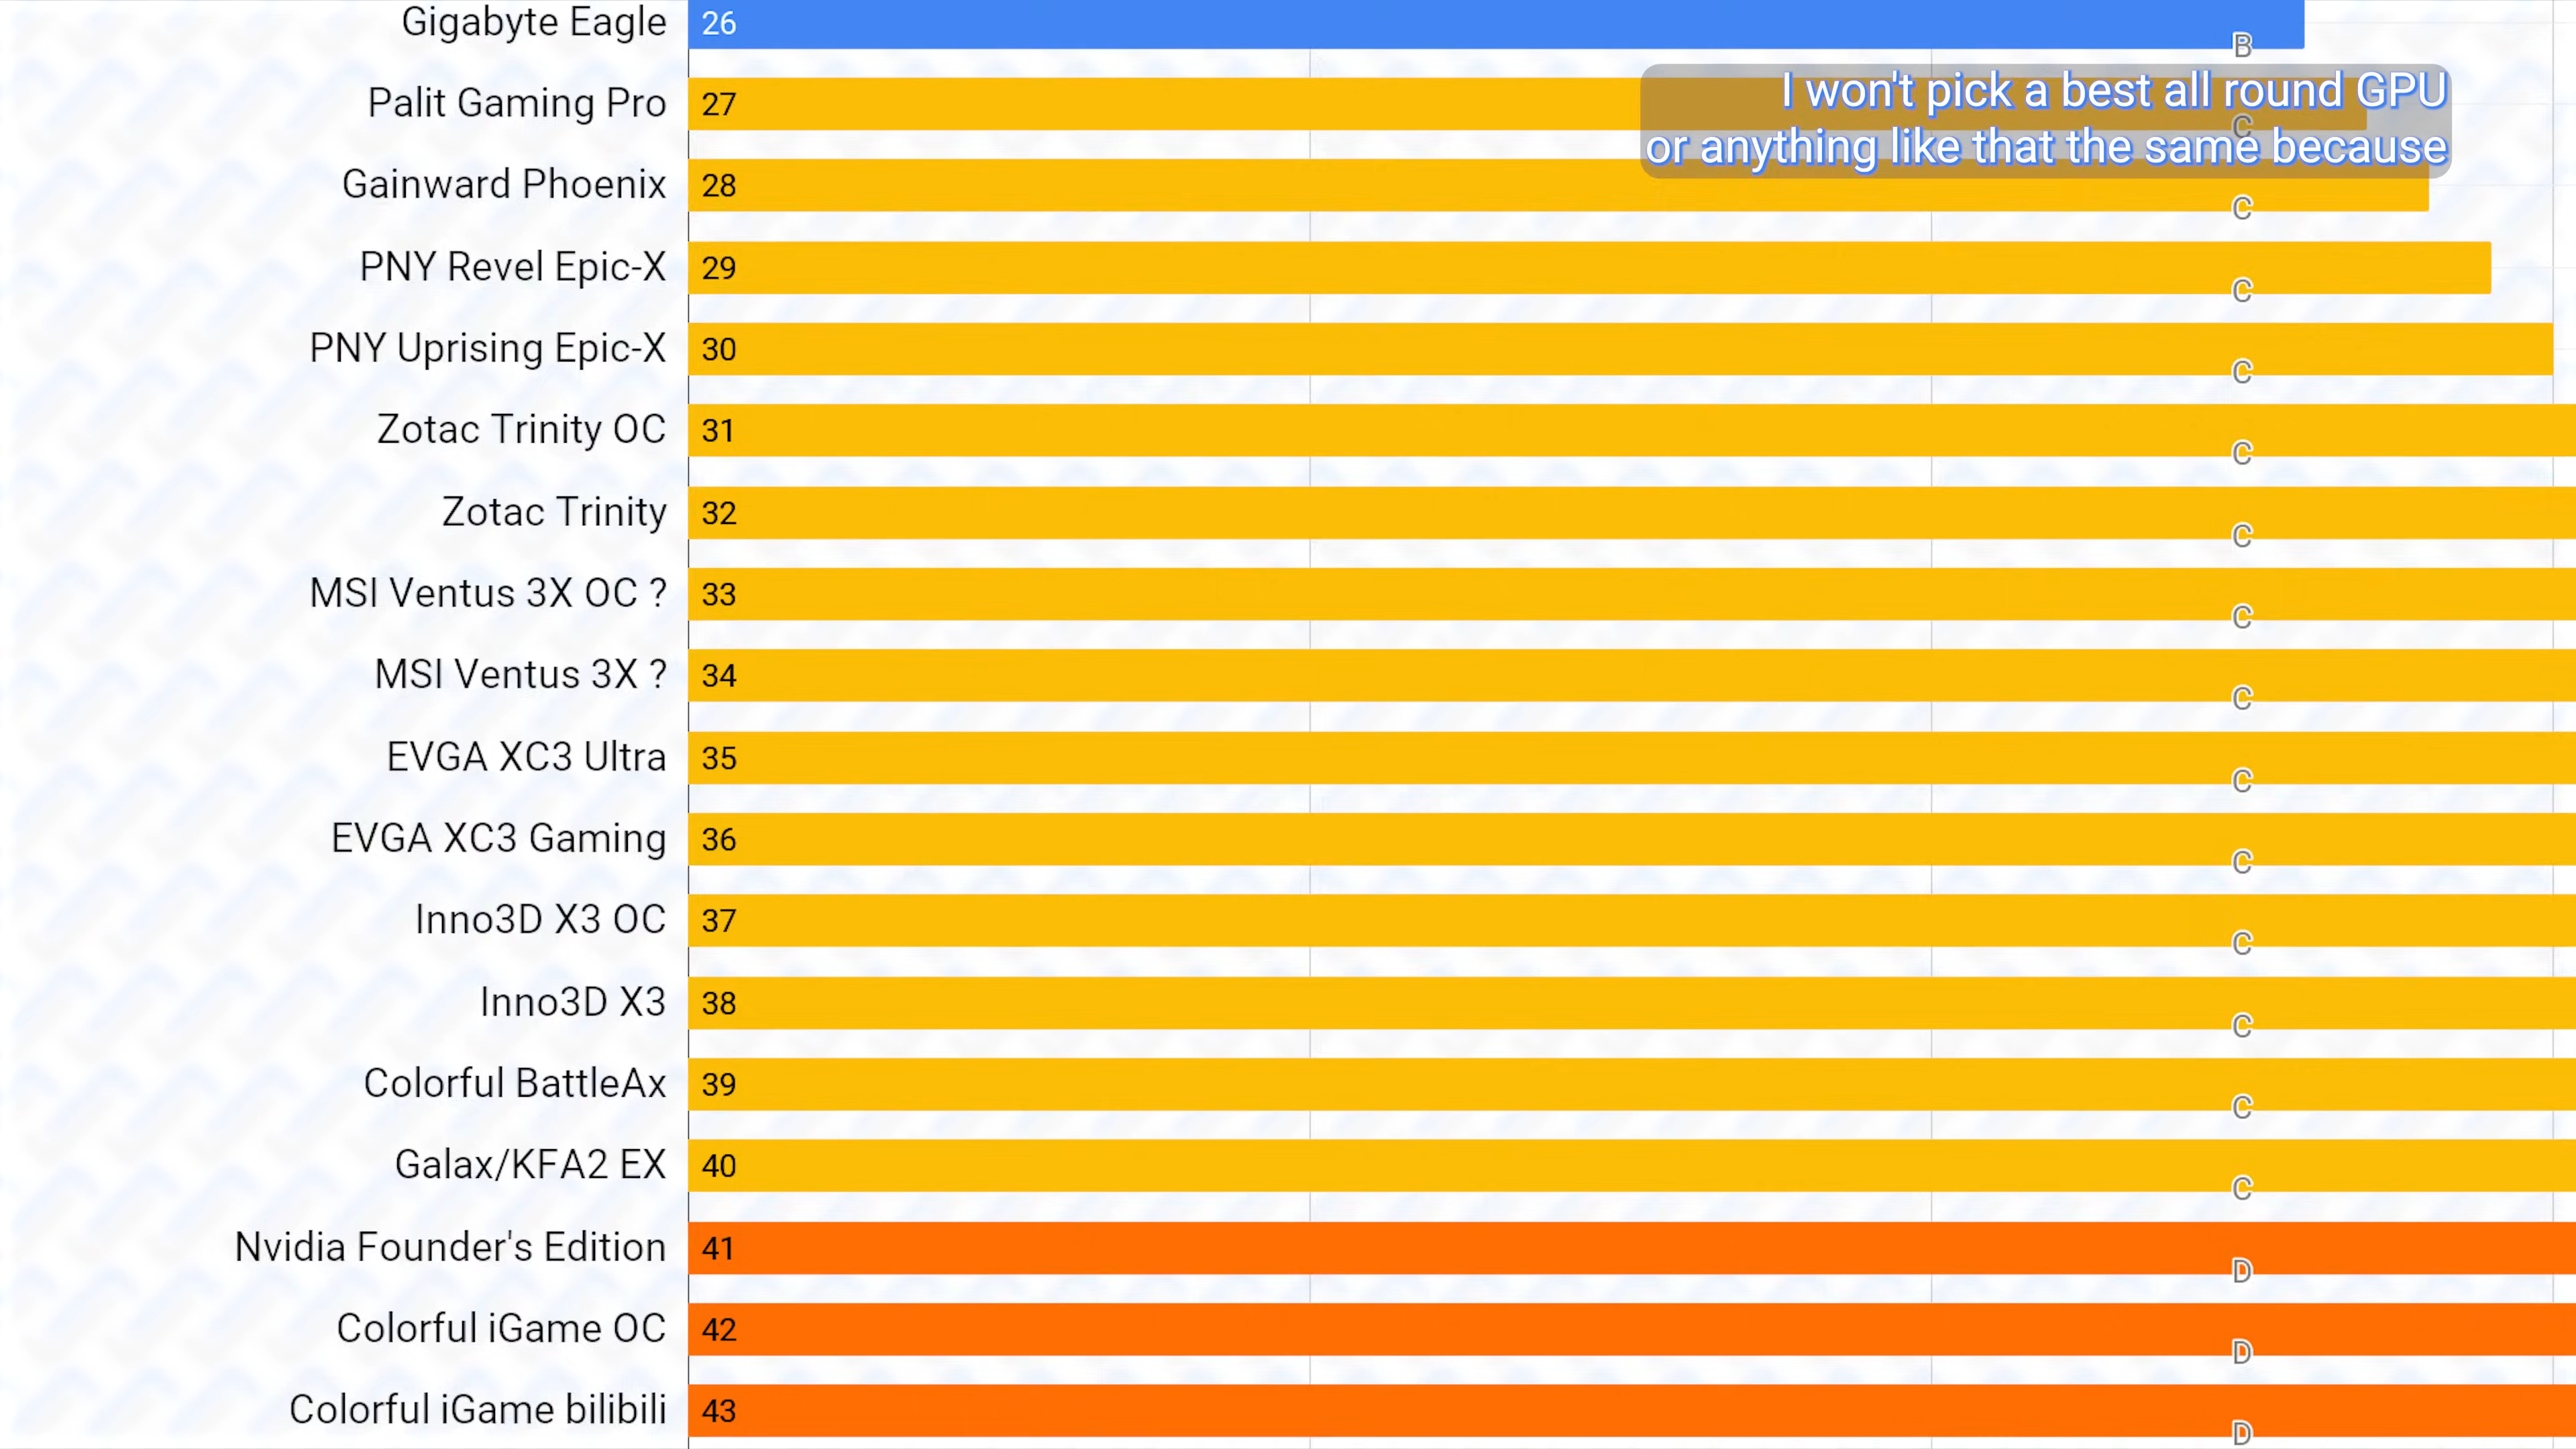 Gigabyte Eagle 26 B
Palit Gaming Pro 27 C
I won't pick a best all round GPU
or anything like that the same because
Gainward Phoenix 28 C
PNY Revel Epic-X 29 C
PNY Uprising Epic-X 30 C
Zotac Trinity OC 31 C
Zotac Trinity 32 C
MSI Ventus 3X OC ? 33 C
MSI Ventus 3X ? 34 C
EVGA XC3 Ultra 35 C
EVGA XC3 Gaming 36 C
Inno3D X3 OC 37 C
Inno3D X3 38 C
Colorful BattleAx 39 C
Galax/KFA2 EX 40 C
Nvidia Founder's Edition 41 D
Colorful iGame OC 42 D
Colorful iGame bilibili 43 D